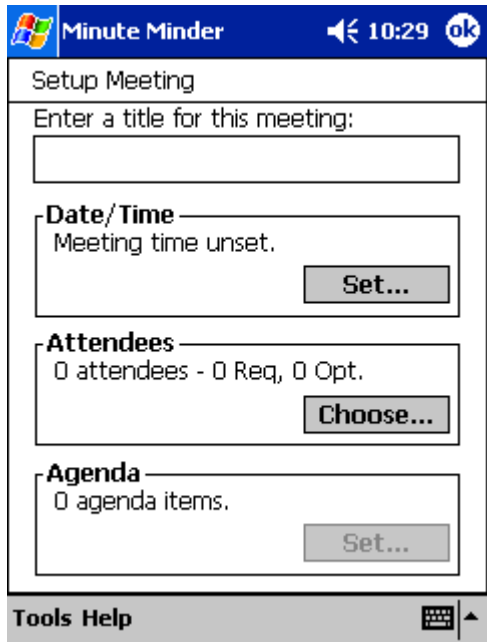 Minute Minder 10:29 ok
Setup Meeting
Enter a title for this meeting:
Date/Time
Meeting time unset.
Set...
Attendees
0 attendees - 0 Req, 0 Opt.
Choose...
Agenda
0 agenda items.
Set...
Tools Help